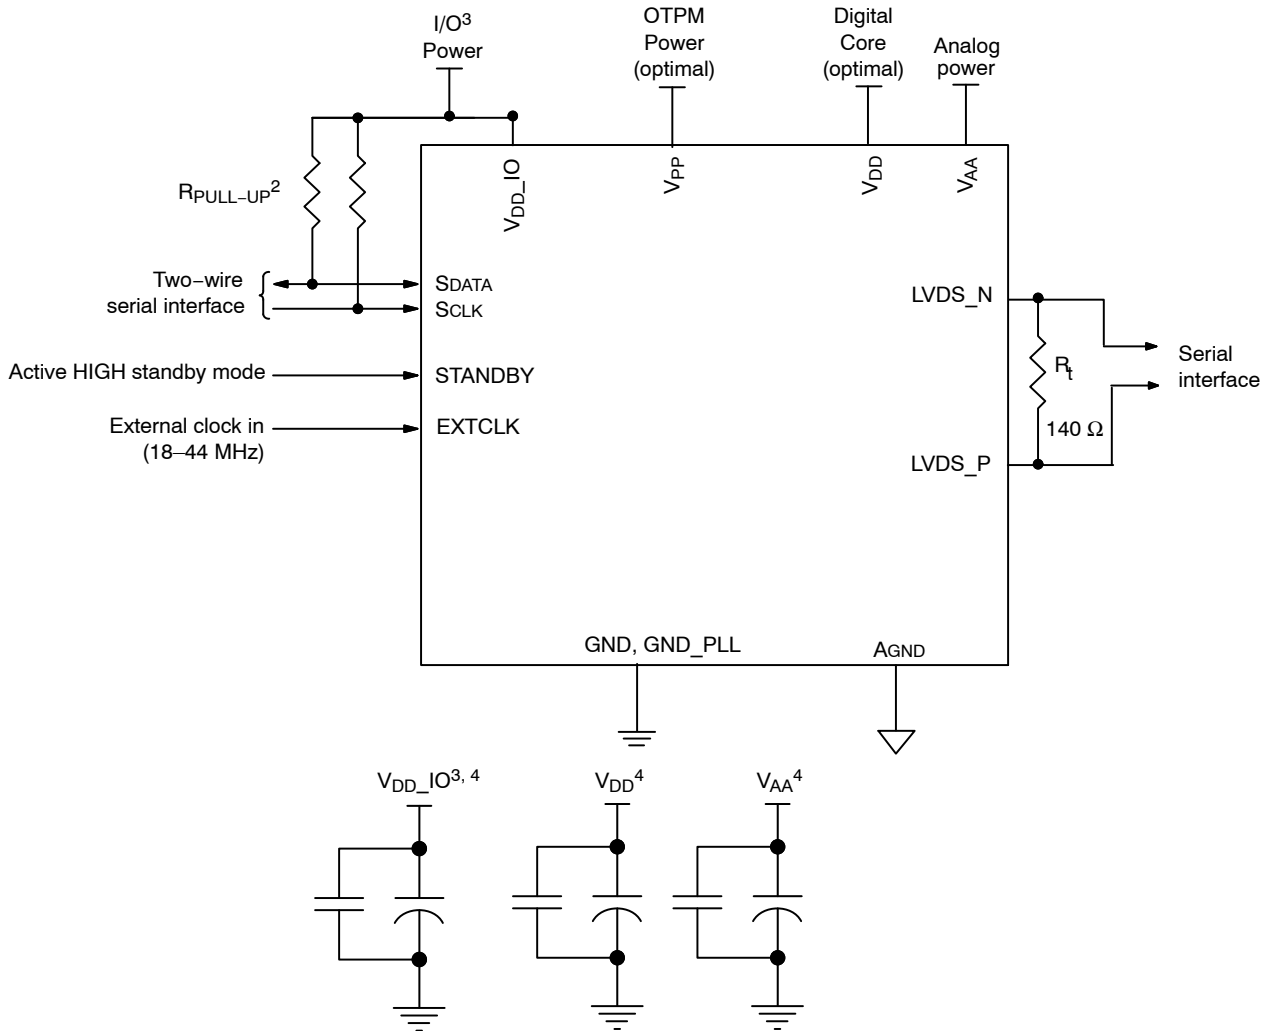 I/O³
Power
OTPM
Power
(optimal)
Digital
Core
(optimal)
Analog
power
RPULL−UP²
VDD_IO
VPP
VDD
VAA
Two−wire
serial interface
SDATA
SCLK
Active HIGH standby mode
STANDBY
External clock in
(18–44 MHz)
EXTCLK
LVDS_N
Rt
140 Ω
LVDS_P
Serial
interface
GND, GND_PLL
AGND
VDD_IO³, ⁴
VDD⁴
VAA⁴